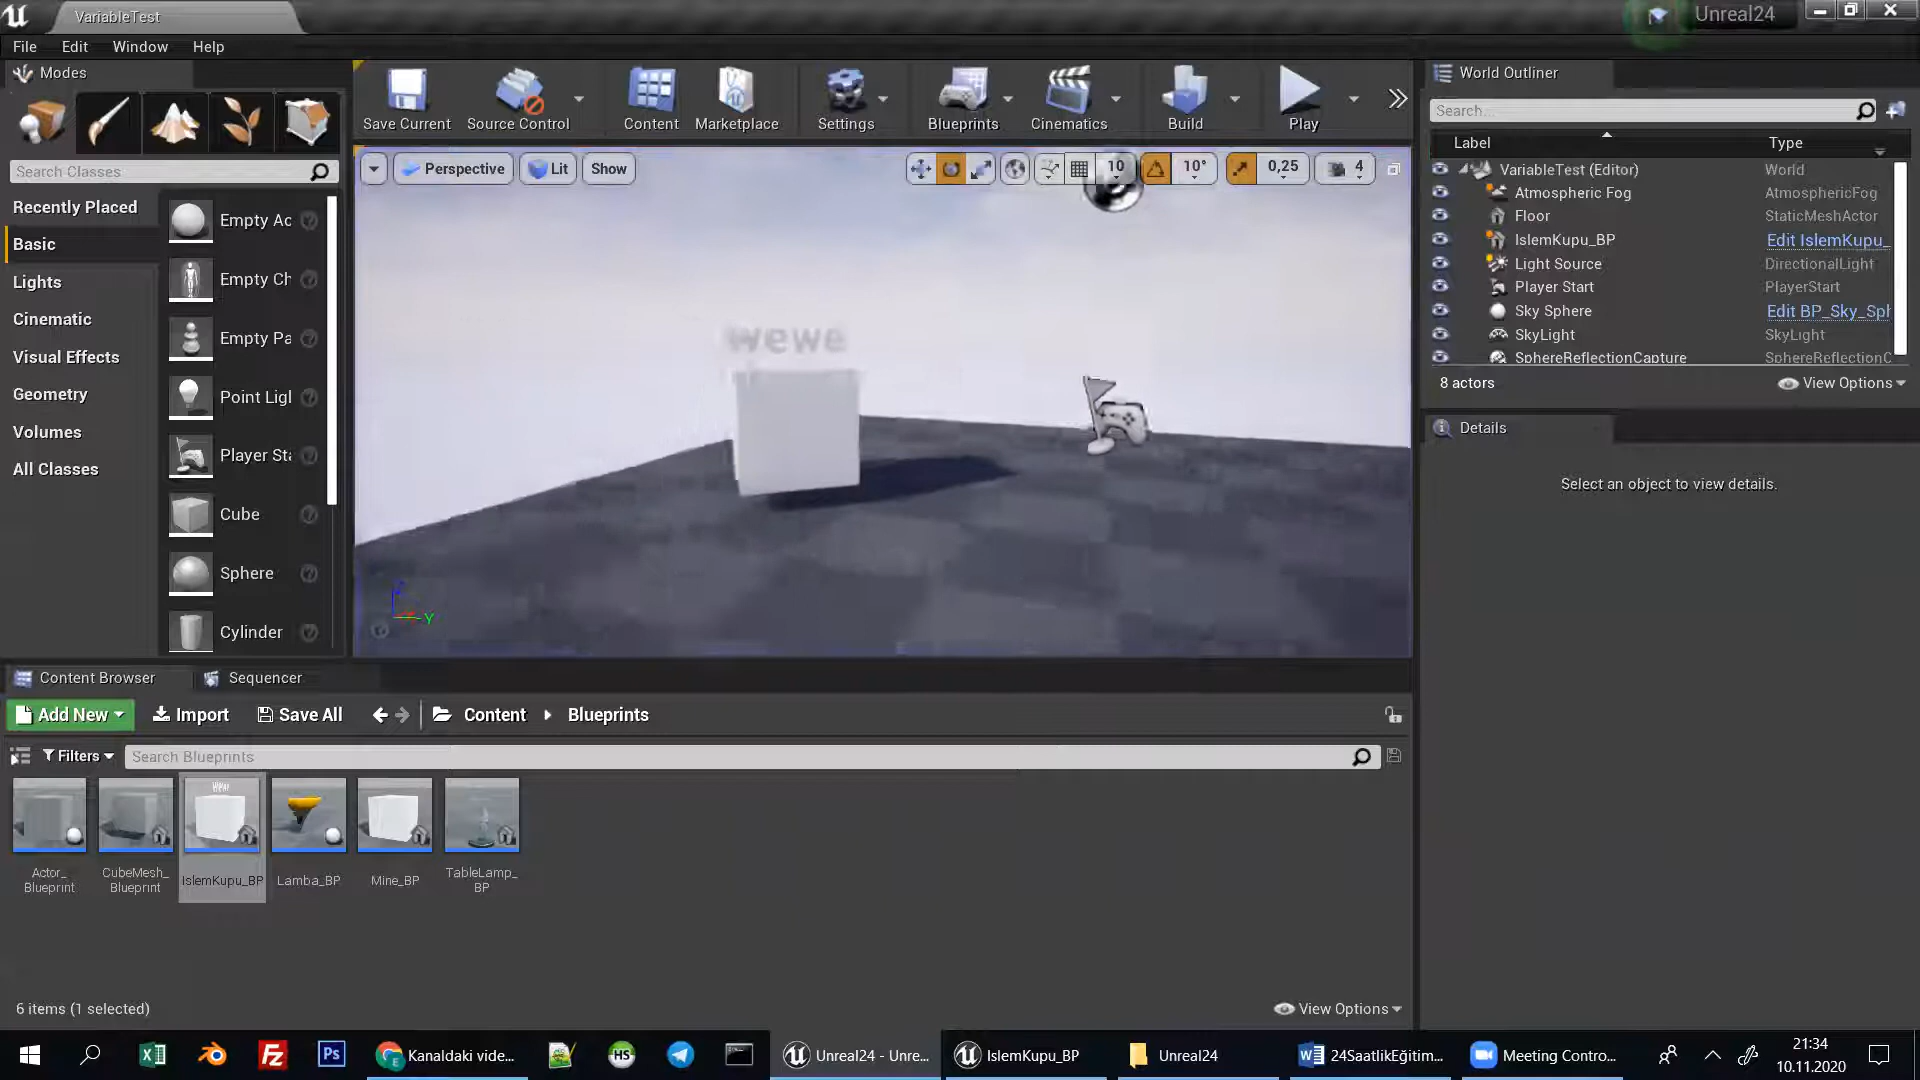 VariableTest
Unreal24
File Edit Window Help
Modes
Save Current
Source Control
Content
Marketplace
Settings
Blueprints
Cinematics
Build
Play
World Outliner
Search...
Label Type
VariableTest (Editor) World
Atmospheric Fog AtmosphericFog
Floor StaticMeshActor
IslemKupu_BP Edit IslemKupu_
Light Source DirectionalLight
Player Start PlayerStart
Sky Sphere Edit BP_Sky_Sph
SkyLight SkyLight
SphereReflectionCapture SphereReflectionC
8 actors
View Options
Details
Select an object to view details.
Search Classes
Recently Placed
Basic
Lights
Cinematic
Visual Effects
Geometry
Volumes
All Classes
Empty Ac
Empty Ch
Empty Pa
Point Ligl
Player Sta
Cube
Sphere
Cylinder
Perspective
Lit
Show
10
10°
0,25
4
wewe
Z
Y
Content Browser
Sequencer
Add New
Import
Save All
Content
Blueprints
Filters
Search Blueprints
Actor_
Blueprint
CubeMesh_
Blueprint
IslemKupu_BP
Lamba_BP
Mine_BP
TableLamp_
BP
6 items (1 selected)
View Options
Kanaldaki vide...
Unreal24 - Unre...
IslemKupu_BP
Unreal24
24SaatlikEğitim...
Meeting Contro...
21:34
10.11.2020